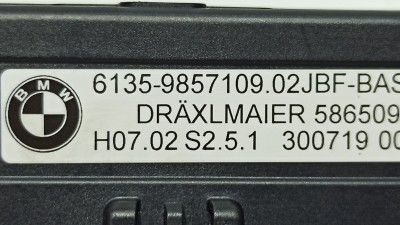 BMW
6135-9857109.02JBF-BAS
DRÄXLMAIER 586509
H07.02 S2.5.1 300719 00